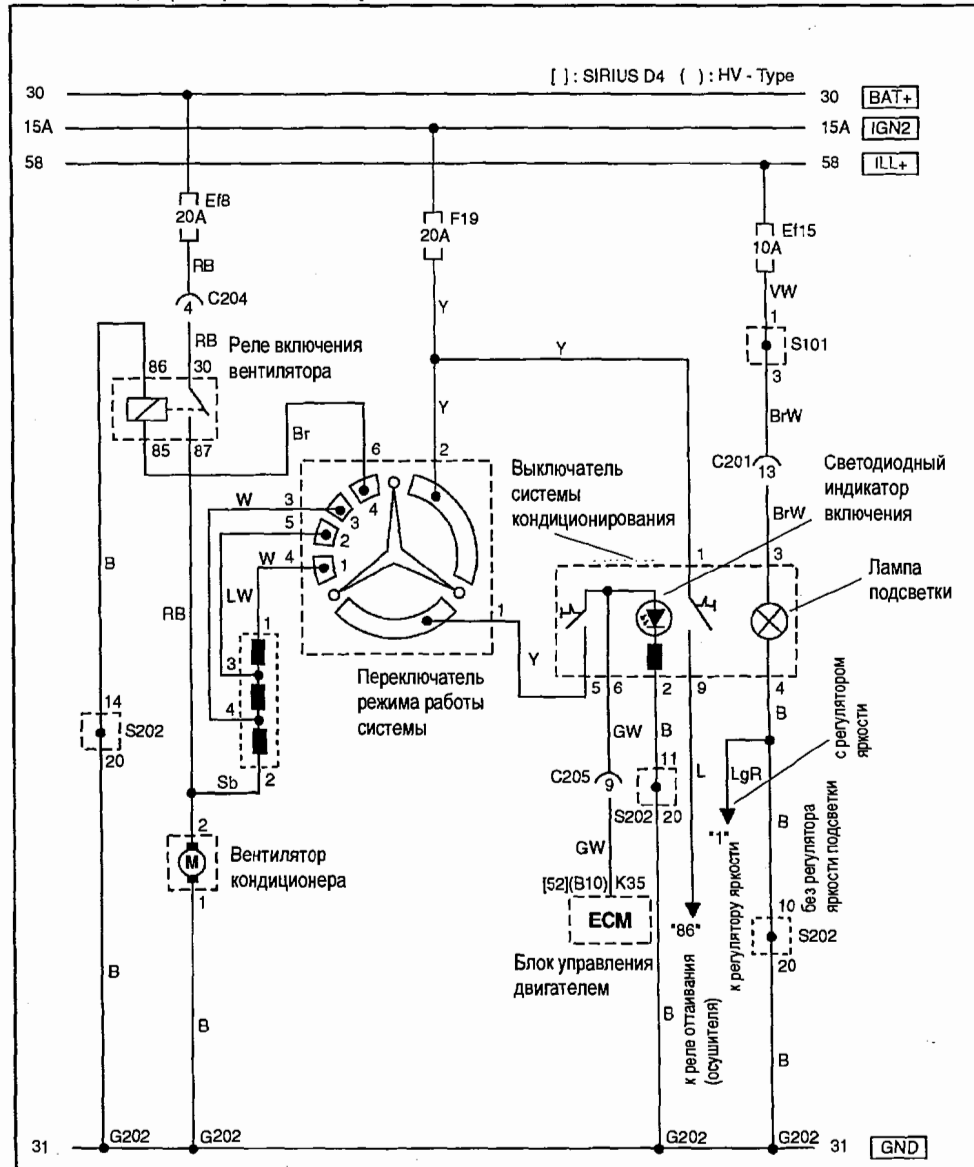 [ ] : SIRIUS D4 ( ) : HV - Type
30
30
BAT+
15A
15A
IGN2
58
58
ILL+
Ef8
20A
F19
20A
Ef15
10A
RB
C204
4
VW
Y
1
S101
RB
Реле включения
вентилятора
Y
3
86
30
BrW
Y
85
87
Br
6
2
C201
13
Выключатель
системы
кондиционирования
Светодиодный
индикатор
включения
W
3
4
BrW
5
3
2
1
3
W
4
1
Лампа
подсветки
B
LW
RB
1
1
3
Y
5
6
2
9
4
Переключатель
режима работы
системы
4
14
S202
20
GW
B
B
с регулятором
яркости
Sb
2
C205
9
11
S202
20
L
LgR
2
M
Вентилятор
кондиционера
1
GW
"1"
B
без регулятора
яркости подсветки
[52](B10) K35
ECM
Блок управления
двигателем
"86"
к реле оттаивания
(осушителя)
к регулятору яркости
10
S202
20
B
B
B
B
31
G202
G202
G202
G202
31
GND